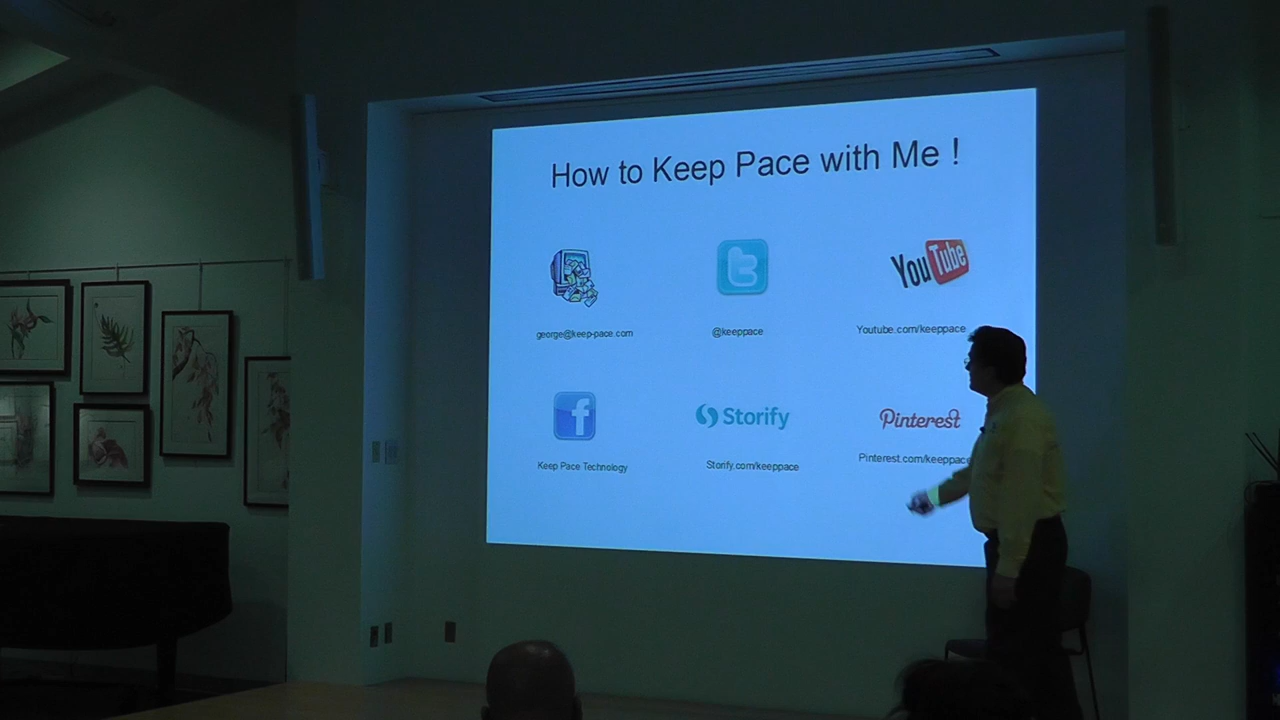 How to Keep Pace with Me !
YouTube
george@keep-pace.com
@keeppace
Youtube.com/keeppace
Storify
Pinterest
Keep Pace Technology
Storify.com/keeppace
Pinterest.com/keeppace